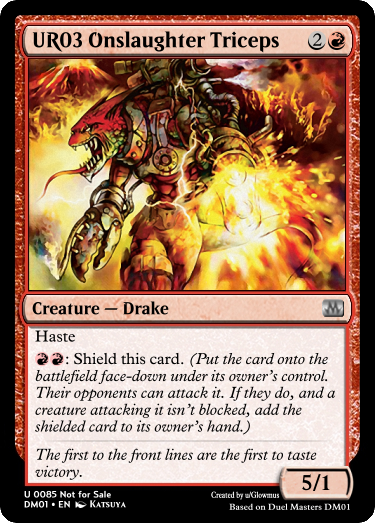 UR03 Onslaughter Triceps 2
Creature — Drake
Haste
: Shield this card. (Put the card onto the
battlefield face-down under its owner's control.
Their opponents can attack it. If they do, and a
creature attacking it isn't blocked, add the
shielded card to its owner's hand.)
The first to the front lines are the first to taste
victory.
5/1
U 0085 Not for Sale
DM01 • EN Katsuya
Created by u/Glowmus
Based on Duel Masters DM01